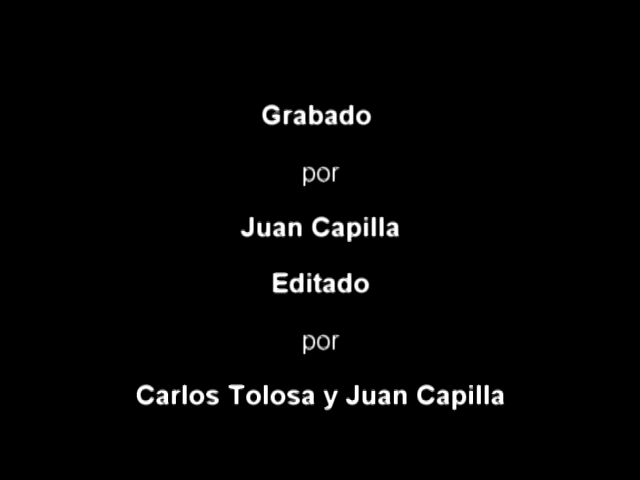 Grabado
por
Juan Capilla
Editado
por
Carlos Tolosa y Juan Capilla